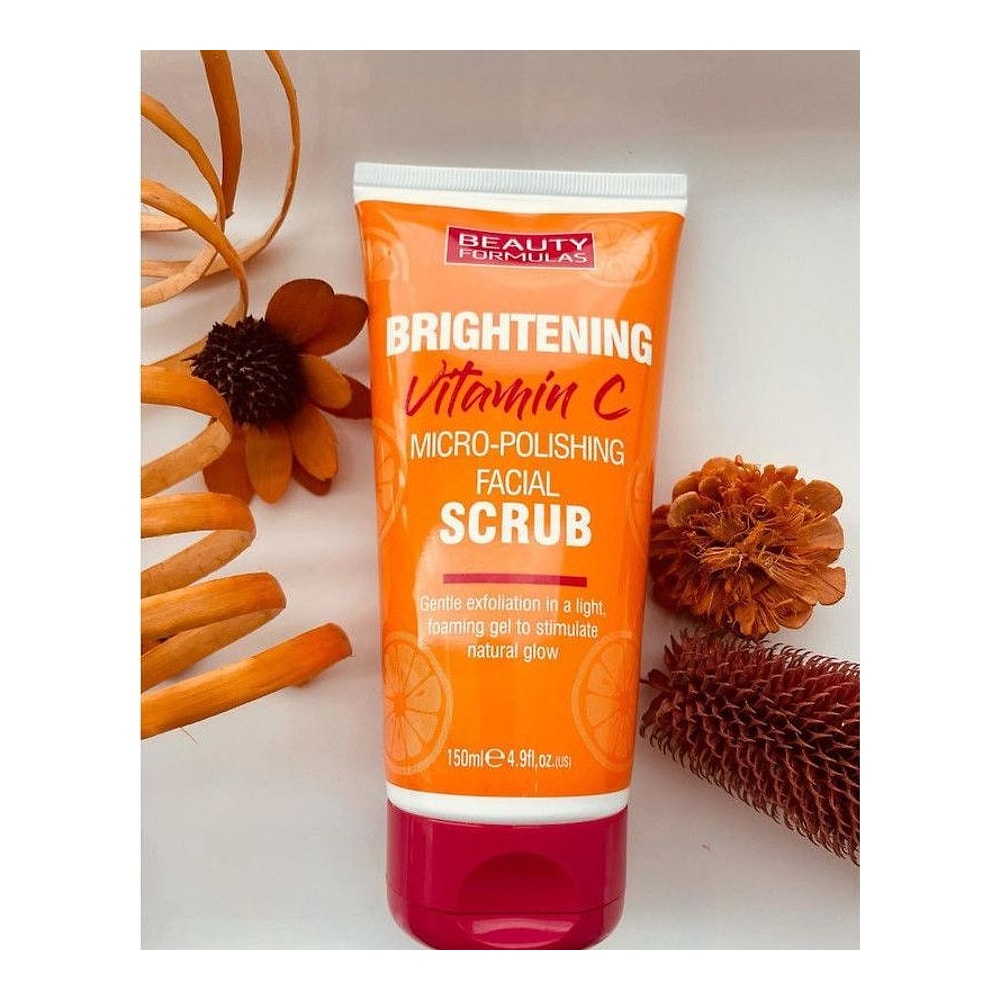 BEAUTY
FORMULAS
BRIGHTENING
Vitamin C
MICRO-POLISHING
FACIAL
SCRUB
Gentle exfoliation in a light,
foaming gel to stimulate
natural glow
150ml℮4.9fl,oz.(US)